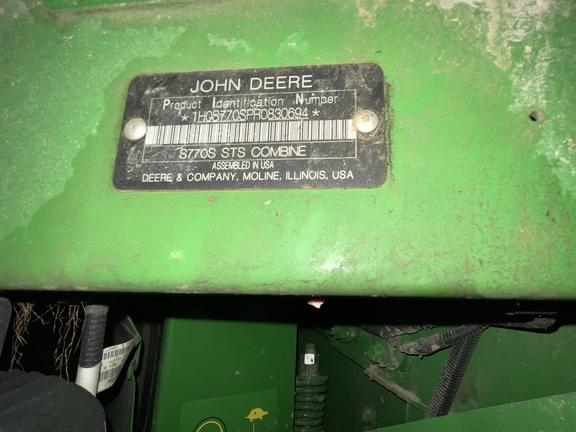 JOHN DEERE
Product Identification Number
*1H0S770SPR0830694*
S770S STS COMBINE
ASSEMBLED IN USA
DEERE & COMPANY, MOLINE, ILLINOIS, USA